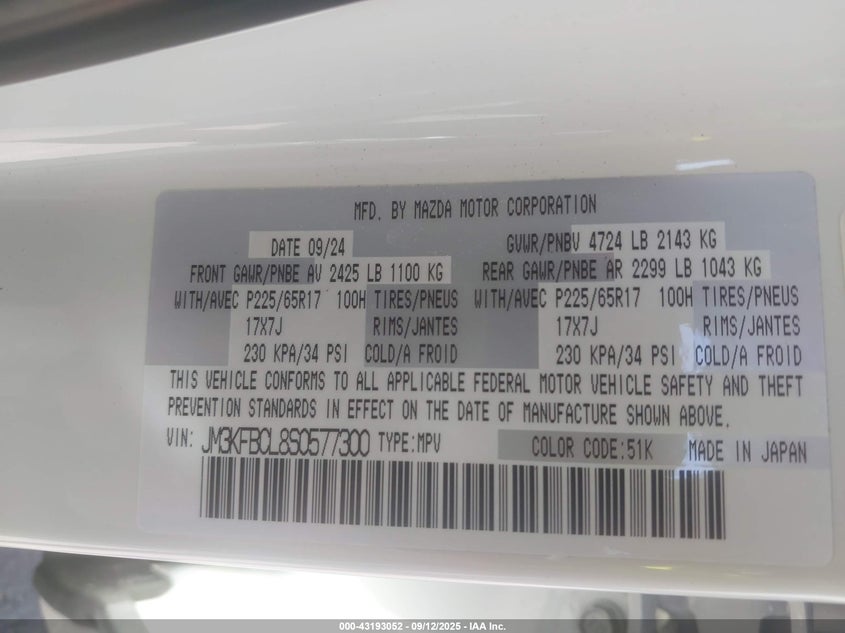 MFD. BY MAZDA MOTOR CORPORATION
DATE 09/24 GVWR/PNBV 4724 LB 2143 KG
FRONT GAWR/PNBE AV 2425 LB 1100 KG REAR GAWR/PNBE AR 2299 LB 1043 KG
WITH/AVEC P225/65R17 100H TIRES/PNEUS WITH/AVEC P225/65R17 100H TIRES/PNEUS
17X7J RIMS/JANTES 17X7J RIMS/JANTES
230 KPA/34 PSI COLD/A FROID 230 KPA/34 PSI COLD/A FROID
THIS VEHICLE CONFORMS TO ALL APPLICABLE FEDERAL MOTOR VEHICLE SAFETY AND THEFT
PREVENTION STANDARDS IN EFFECT ON THE DATE OF MANUFACTURE SHOWN ABOVE.
VIN: JM3KFBCL8S0577300 TYPE:MPV COLOR CODE:51K MADE IN JAPAN
000-43193052 - 09/12/2025 - IAA Inc.